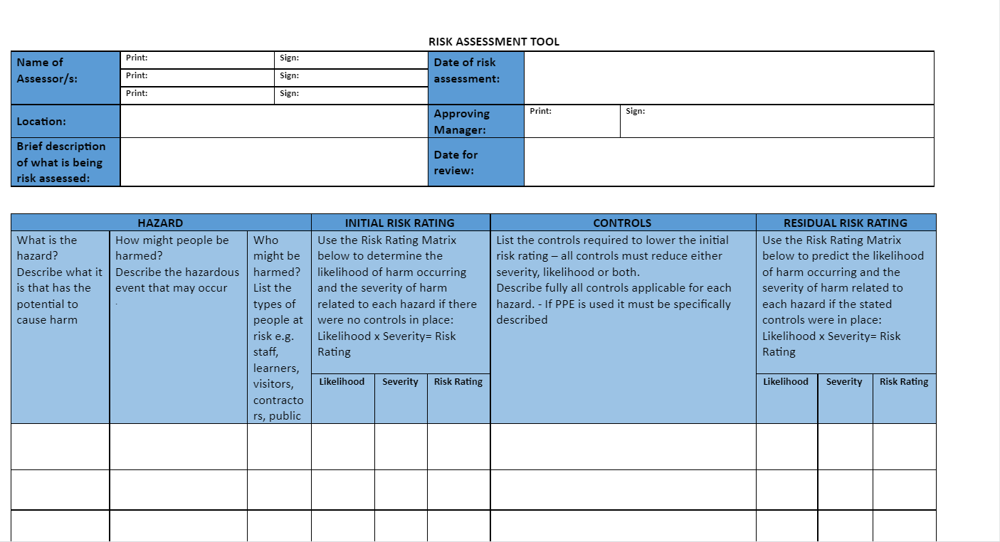 RISK ASSESSMENT TOOL
Name of
Assessor/s:
Print:
Sign:
Print:
Sign:
Print:
Sign:
Date of risk
assessment:
Location:
Approving
Manager:
Print:
Sign:
Brief description
of what is being
risk assessed:
Date for
review:
HAZARD
INITIAL RISK RATING
CONTROLS
RESIDUAL RISK RATING
What is the
hazard?
Describe what it
is that has the
potential to
cause harm
How might people be
harmed?
Describe the hazardous
event that may occur
.
Who
might be
harmed?
List the
types of
people at
risk e.g.
staff,
learners,
visitors,
contracto
rs, public
Use the Risk Rating Matrix
below to determine the
likelihood of harm occurring
and the severity of harm
related to each hazard if there
were no controls in place:
Likelihood x Severity= Risk
Rating
Likelihood
Severity
Risk Rating
List the controls required to lower the initial
risk rating – all controls must reduce either
severity, likelihood or both.
Describe fully all controls applicable for each
hazard. - If PPE is used it must be specifically
described
Use the Risk Rating Matrix
below to predict the likelihood
of harm occurring and the
severity of harm related to
each hazard if the stated
controls were in place:
Likelihood x Severity= Risk
Rating
Likelihood
Severity
Risk Rating